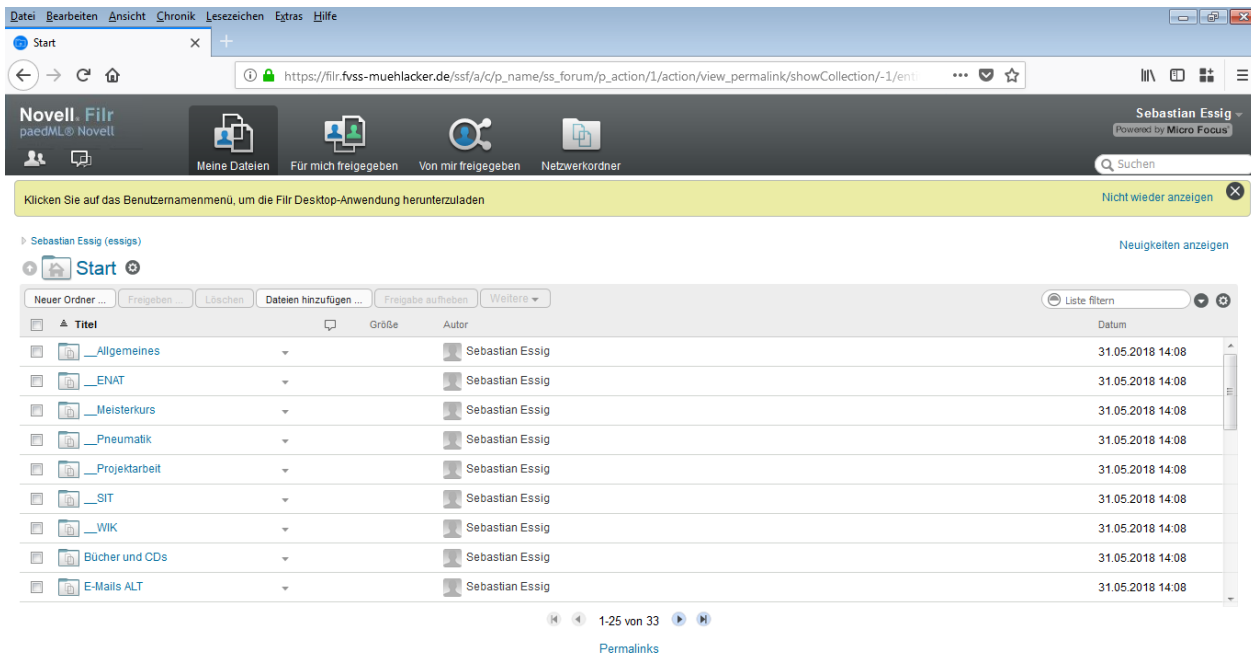 Datei Bearbeiten Ansicht Chronik Lesezeichen Extras Hilfe
Start
https://filr.fvss-muehlacker.de/ssf/a/c/p_name/ss_forum/p_action/1/action/view_permalink/showCollection/-1/ent
Novell Filr
paedML® Novell
Meine Dateien Für mich freigegeben Von mir freigegeben Netzwerkordner
Sebastian Essig
Powered by Micro Focus
Suchen
Klicken Sie auf das Benutzernamenmenü, um die Filr Desktop-Anwendung herunterzuladen
Nicht wieder anzeigen
Sebastian Essig (essigs)
Neuigkeiten anzeigen
Start
Neuer Ordner ... Freigeben ... Löschen Dateien hinzufügen ... Freigabe aufheben Weitere
Liste filtern
Titel Größe Autor Datum
__Allgemeines Sebastian Essig 31.05.2018 14:08
__ENAT Sebastian Essig 31.05.2018 14:08
__Meisterkurs Sebastian Essig 31.05.2018 14:08
__Pneumatik Sebastian Essig 31.05.2018 14:08
__Projektarbeit Sebastian Essig 31.05.2018 14:08
__SIT Sebastian Essig 31.05.2018 14:08
__WIK Sebastian Essig 31.05.2018 14:08
Bücher und CDs Sebastian Essig 31.05.2018 14:08
E-Mails ALT Sebastian Essig 31.05.2018 14:08
1-25 von 33
Permalinks